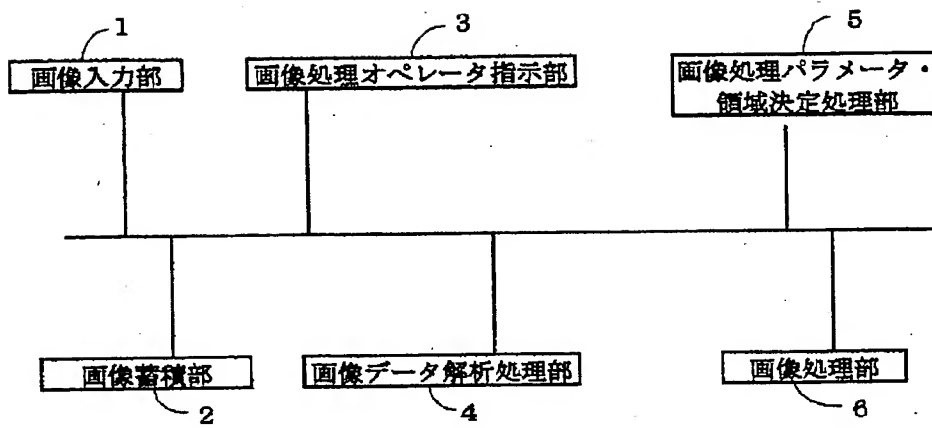 1
3
5
画像入力部
画像処理オペレータ指示部
画像処理パラメータ・
領域決定処理部
画像蓄積部
画像データ解析処理部
画像処理部
2
4
6